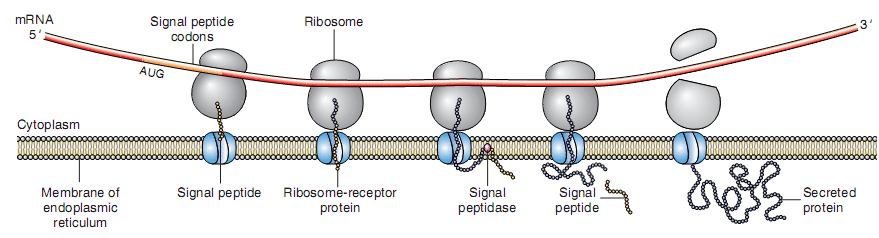 mRNA
5'
Signal peptide
codons
Ribosome
3'
AUG
Cytoplasm
Membrane of
endoplasmic
reticulum
Signal peptide
Ribosome-receptor
protein
Signal
peptidase
Signal
peptide
Secreted
protein